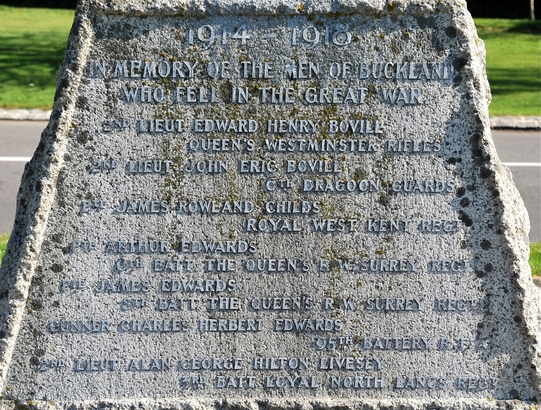 1914 – 1918
IN MEMORY OF THE MEN OF BUCKLAND
WHO FELL IN THE GREAT WAR.
2ND LIEUT EDWARD HENRY BOVILL
QUEEN'S WESTMINSTER RIFLES
2ND LIEUT JOHN ERIC BOVILL
6TH DRAGOON GUARDS
PTE JAMES ROWLAND CHILDS
ROYAL WEST KENT REGT
PTE ARTHUR EDWARDS
BATT THE QUEEN'S R.W. SURREY REGT
PTE JAMES EDWARDS
BATT THE QUEEN'S R.W. SURREY REGT
GUNNER CHARLES HERBERT EDWARDS
95TH BATTERY R.F.A.
2ND LIEUT ALAN GEORGE HILTON LIVESEY
BATT LOYAL NORTH LANCS REGT